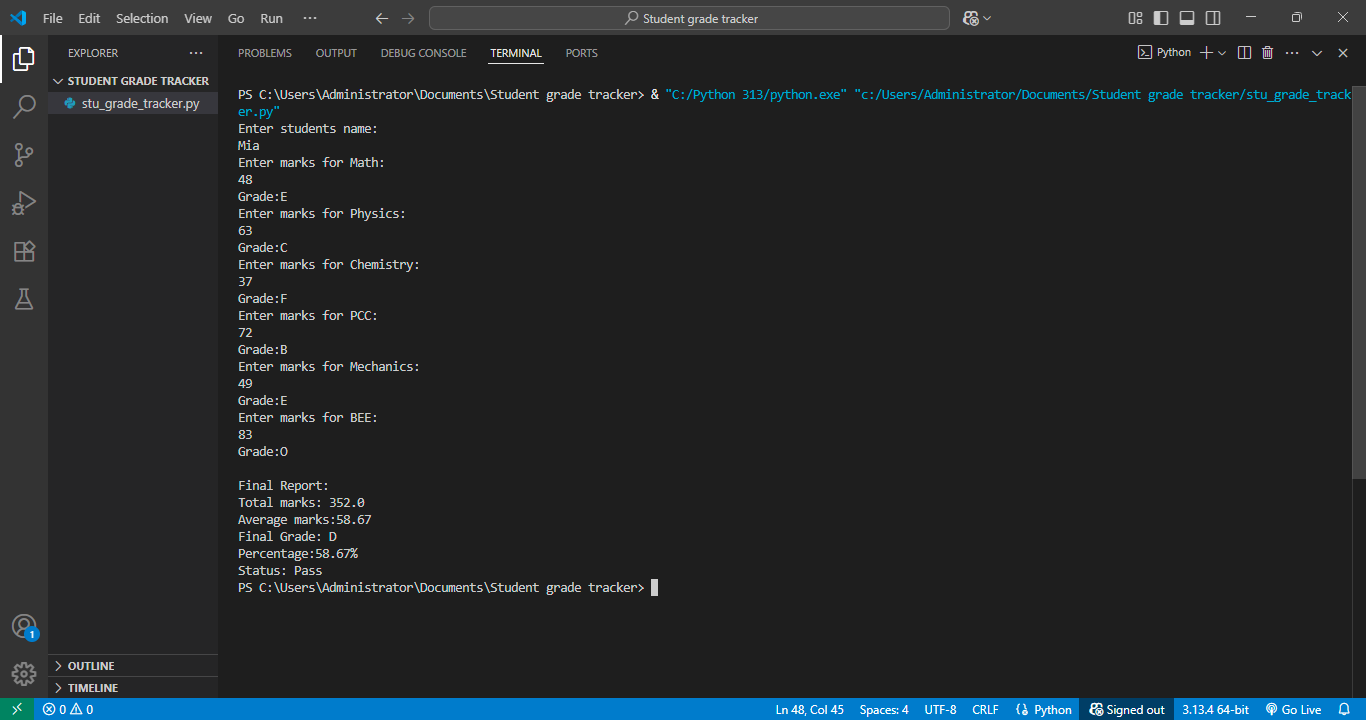 File Edit Selection View Go Run ···
Student grade tracker
EXPLORER ···
STUDENT GRADE TRACKER
stu_grade_tracker.py
OUTLINE
TIMELINE
PROBLEMS OUTPUT DEBUG CONSOLE TERMINAL PORTS
Python
PS C:\Users\Administrator\Documents\Student grade tracker> & "C:/Python 313/python.exe" "c:/Users/Administrator/Documents/Student grade tracker/stu_grade_track
er.py"
Enter students name:
Mia
Enter marks for Math:
48
Grade:E
Enter marks for Physics:
63
Grade:C
Enter marks for Chemistry:
37
Grade:F
Enter marks for PCC:
72
Grade:B
Enter marks for Mechanics:
49
Grade:E
Enter marks for BEE:
83
Grade:O
Final Report:
Total marks: 352.0
Average marks:58.67
Final Grade: D
Percentage:58.67%
Status: Pass
PS C:\Users\Administrator\Documents\Student grade tracker>
1
0 0 Ln 48, Col 45 Spaces: 4 UTF-8 CRLF Python Signed out 3.13.4 64-bit Go Live